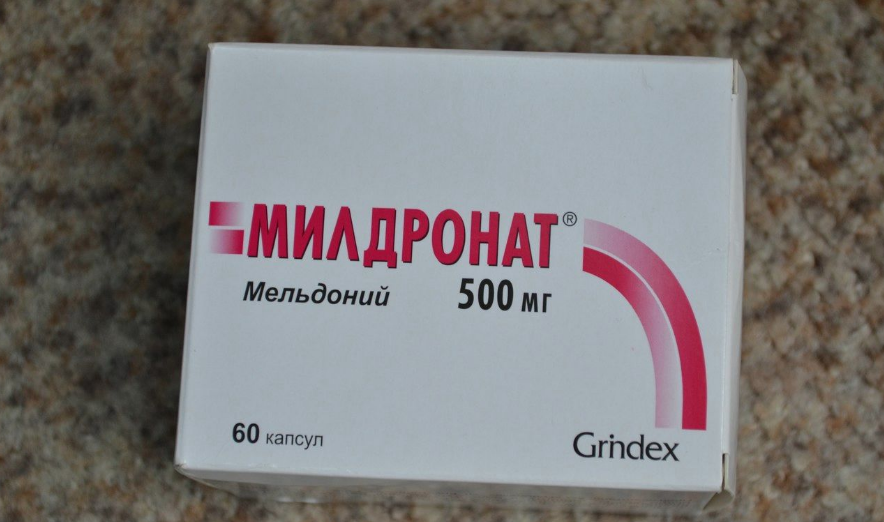 МИЛДРОНАТ®
Мельдоний 500 мг
60 капсул
Grindex